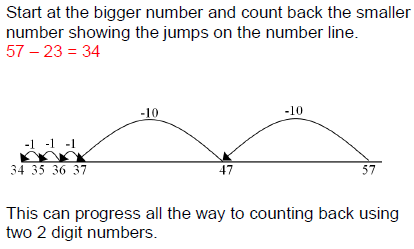 Start at the bigger number and count back the smaller
number showing the jumps on the number line.
57 – 23 = 34
-10 -10
-1 -1 -1
34 35 36 37 47 57
This can progress all the way to counting back using
two 2 digit numbers.